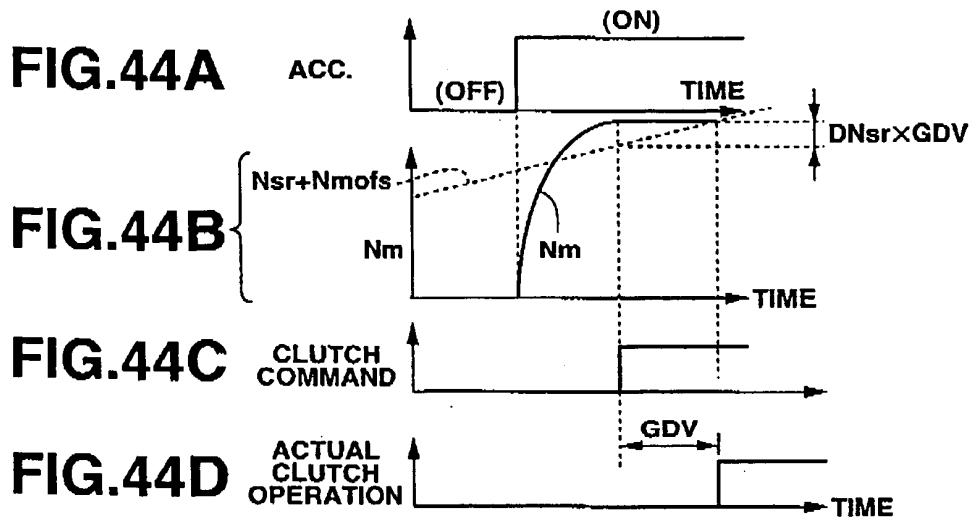 FIG.44A
ACC.
(OFF)
(ON)
TIME
DNsr×GDV
FIG.44B
Nsr+Nmofs
Nm
Nm
TIME
FIG.44C
CLUTCH
COMMAND
GDV
FIG.44D
ACTUAL
CLUTCH
OPERATION
TIME